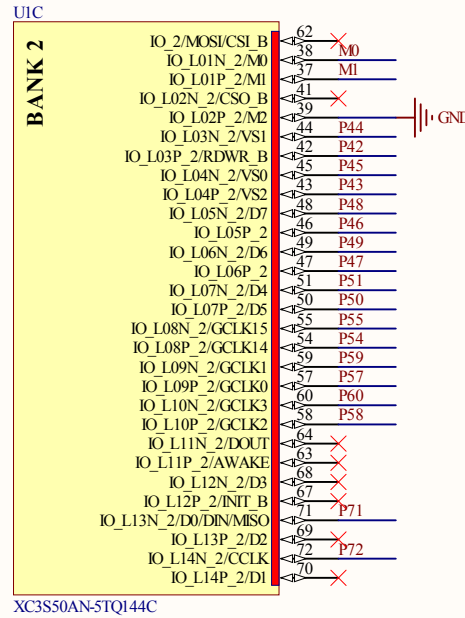 U1C
BANK 2
IO_2/MOSI/CSI_B 62
IO_L01N_2/M0 38 M0
IO_L01P_2/M1 37 M1
IO_L02N_2/CSO_B 41
IO_L02P_2/M2 39 GND
IO_L03N_2/VS1 44 P44
IO_L03P_2/RDWR_B 42 P42
IO_L04N_2/VS0 45 P45
IO_L04P_2/VS2 43 P43
IO_L05N_2/D7 48 P48
IO_L05P_2 46 P46
IO_L06N_2/D6 49 P49
IO_L06P_2 47 P47
IO_L07N_2/D4 51 P51
IO_L07P_2/D5 50 P50
IO_L08N_2/GCLK15 55 P55
IO_L08P_2/GCLK14 54 P54
IO_L09N_2/GCLK1 59 P59
IO_L09P_2/GCLK0 57 P57
IO_L10N_2/GCLK3 60 P60
IO_L10P_2/GCLK2 58 P58
IO_L11N_2/DOUT 64
IO_L11P_2/AWAKE 63
IO_L12N_2/D3 68
IO_L12P_2/INIT_B 67
IO_L13N_2/D0/DIN/MISO 71 P71
IO_L13P_2/D2 69
IO_L14N_2/CCLK 72 P72
IO_L14P_2/D1 70
XC3S50AN-5TQ144C